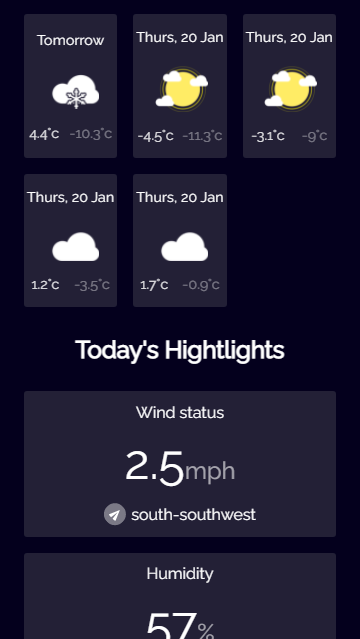 Tomorrow
4.4°c -10.3°c
Thurs, 20 Jan
-4.5°c -11.3°c
Thurs, 20 Jan
-3.1°c -9°c
Thurs, 20 Jan
1.2°c -3.5°c
Thurs, 20 Jan
1.7°c -0.9°c
Today's Hightlights
Wind status
2.5mph
south-southwest
Humidity
57%